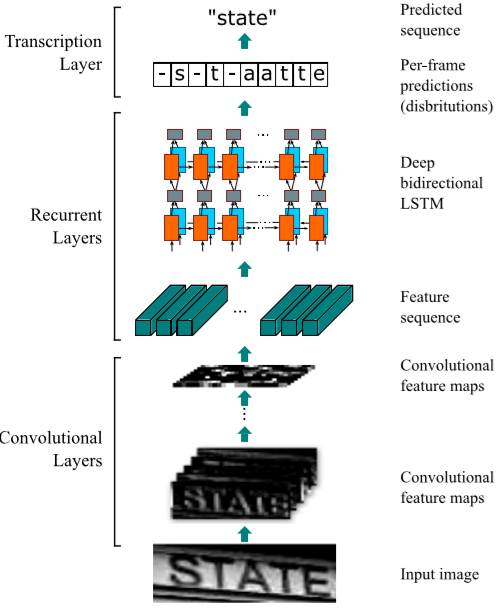 "state"
Predicted
sequence
Transcription
Layer
-s-t-aatte
Per-frame
predictions
(disbritutions)
Deep
bidirectional
LSTM
Recurrent
Layers
Feature
sequence
Convolutional
feature maps
Convolutional
Layers
STATE
Convolutional
feature maps
STATE
Input image